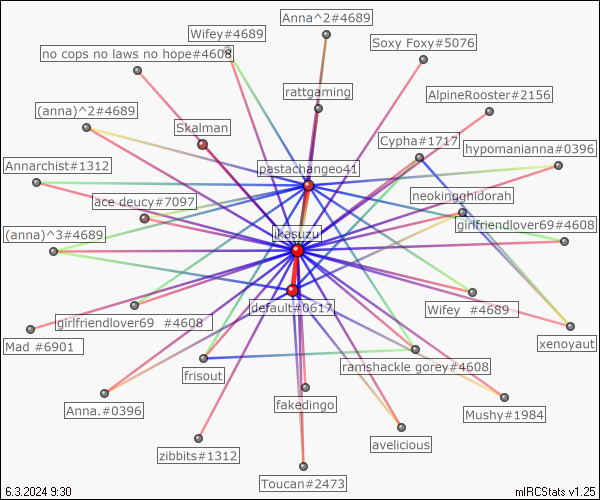 Anna^2#4689
Wifey#4689
Soxy Foxy#5076
no cops no laws no hope#4608
rattgaming
AlpineRooster#2156
(anna)^2#4689
Skalman
Cypha#1717
hypomanianna#0396
Annarchist#1312
pastachangeo41
neokingghidorah
ace deucy#7097
girlfriendlover69#4608
(anna)^3#4689
ikasuzu
default#0617
Wifey_#4689
girlfriendlover69_#4608
Mad #6901
xenoyaut
frisout
ramshackle gorey#4608
Anna.#0396
fakedingo
Mushy#1984
avelicious
zibbits#1312
Toucan#2473
6.3.2024 9:30
mIRCStats v1.25